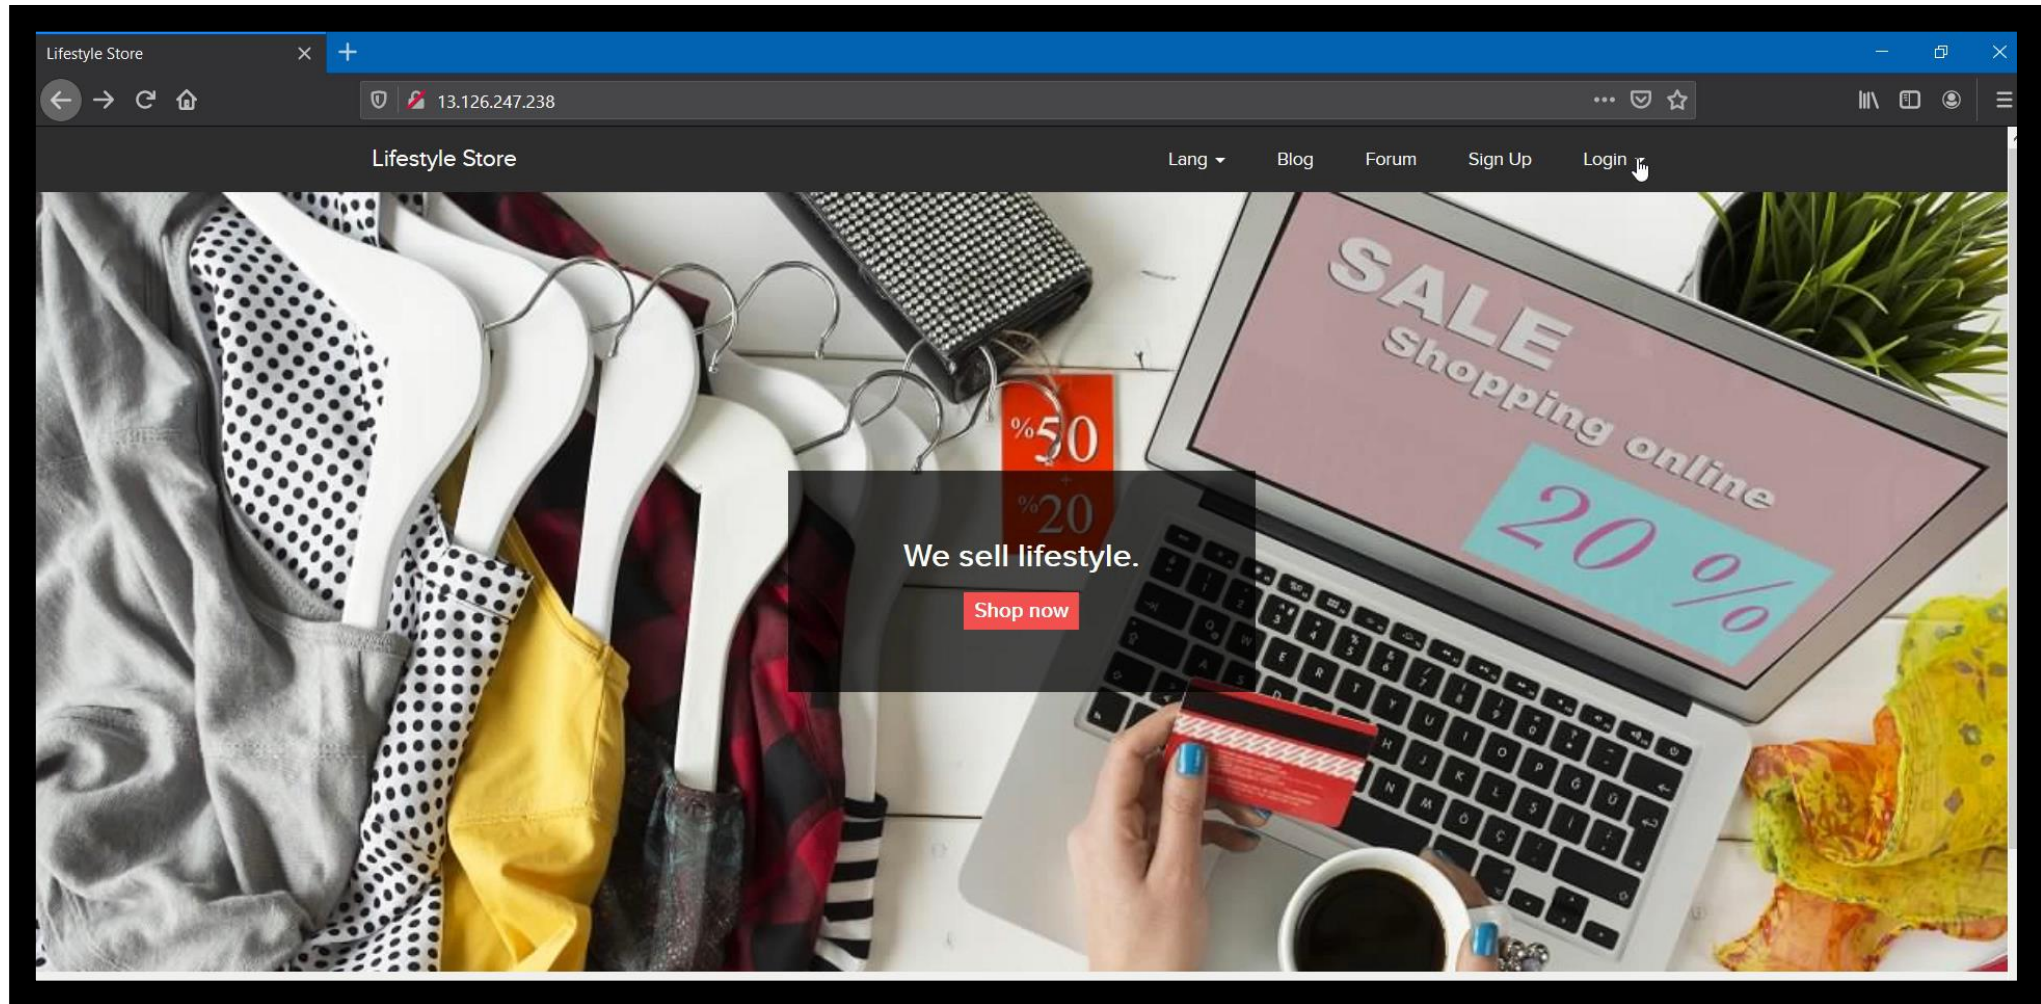 Lifestyle Store
13.126.247.238
Lifestyle Store
Lang
Blog
Forum
Sign Up
Login
SALE
Shopping online
20 %
%50
+
%20
We sell lifestyle.
Shop now